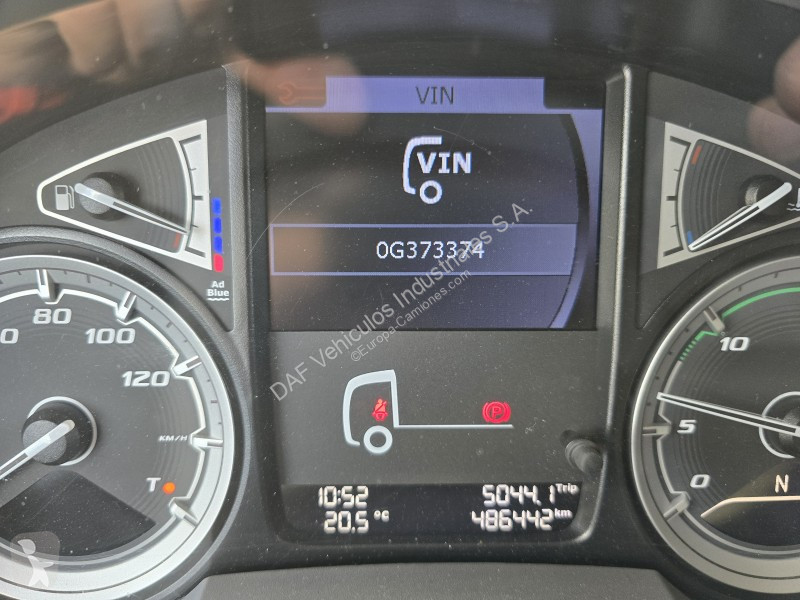 VIN
VIN
0G373374
DAF Vehiculos Industriales S.A.
©Europa-Camiones.com
Ad
Blue
80
100
120
KM/H
T
10
5
0
N
10:52
5044.1 Trip
20.5 °C
486442 km